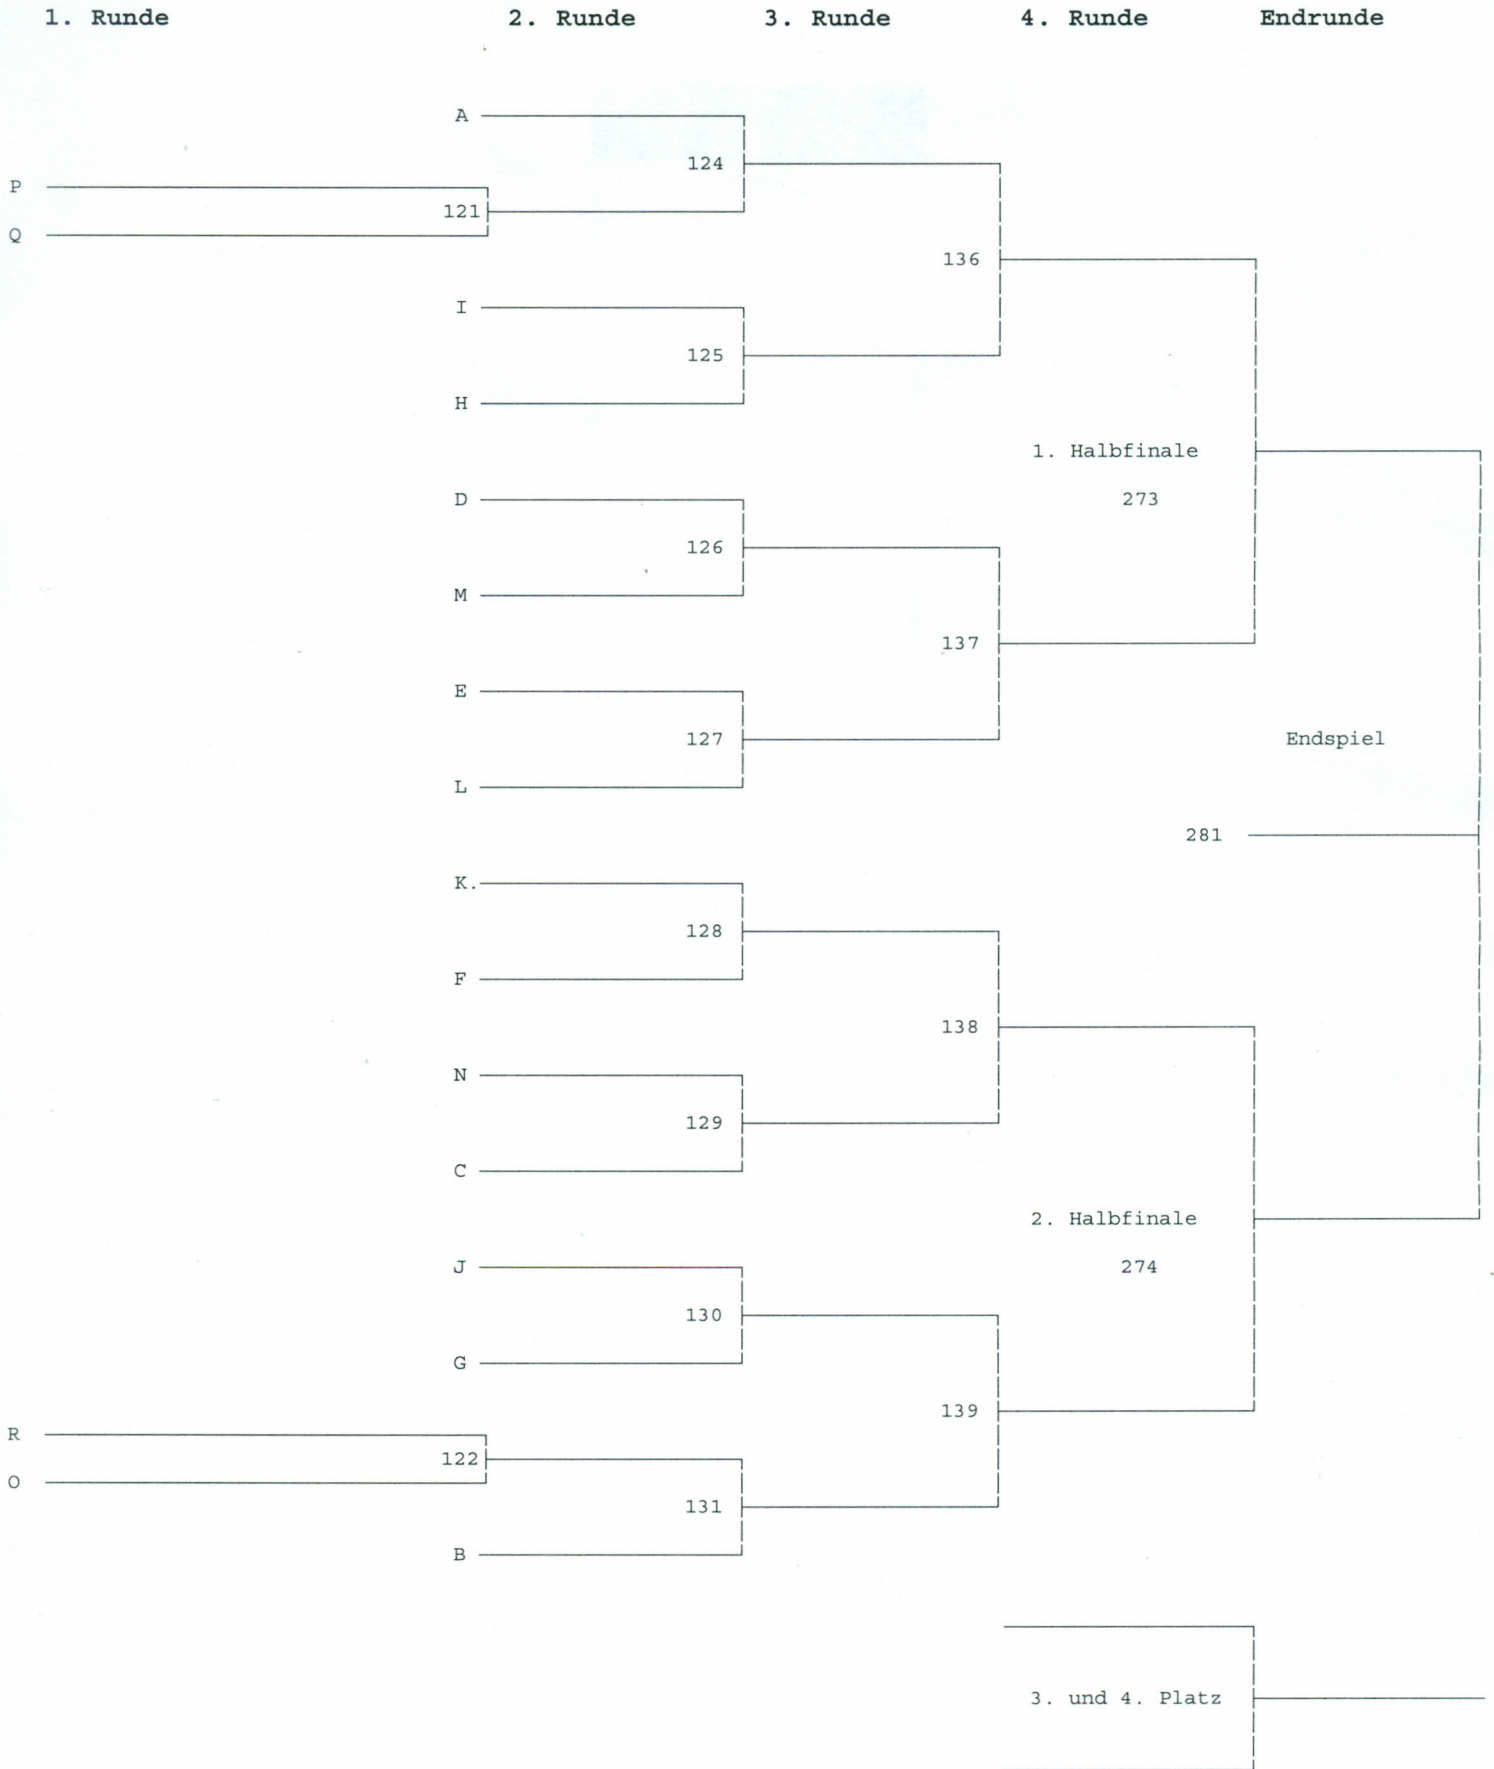 1. Runde 2. Runde 3. Runde 4. Runde Endrunde
A
124
P
121
Q
136
I
125
H
1. Halbfinale
D
273
126
M
137
E
127
Endspiel
L
281
K.
128
F
138
N
129
C
2. Halbfinale
J
274
130
G
139
R
122
O
131
B
3. und 4. Platz